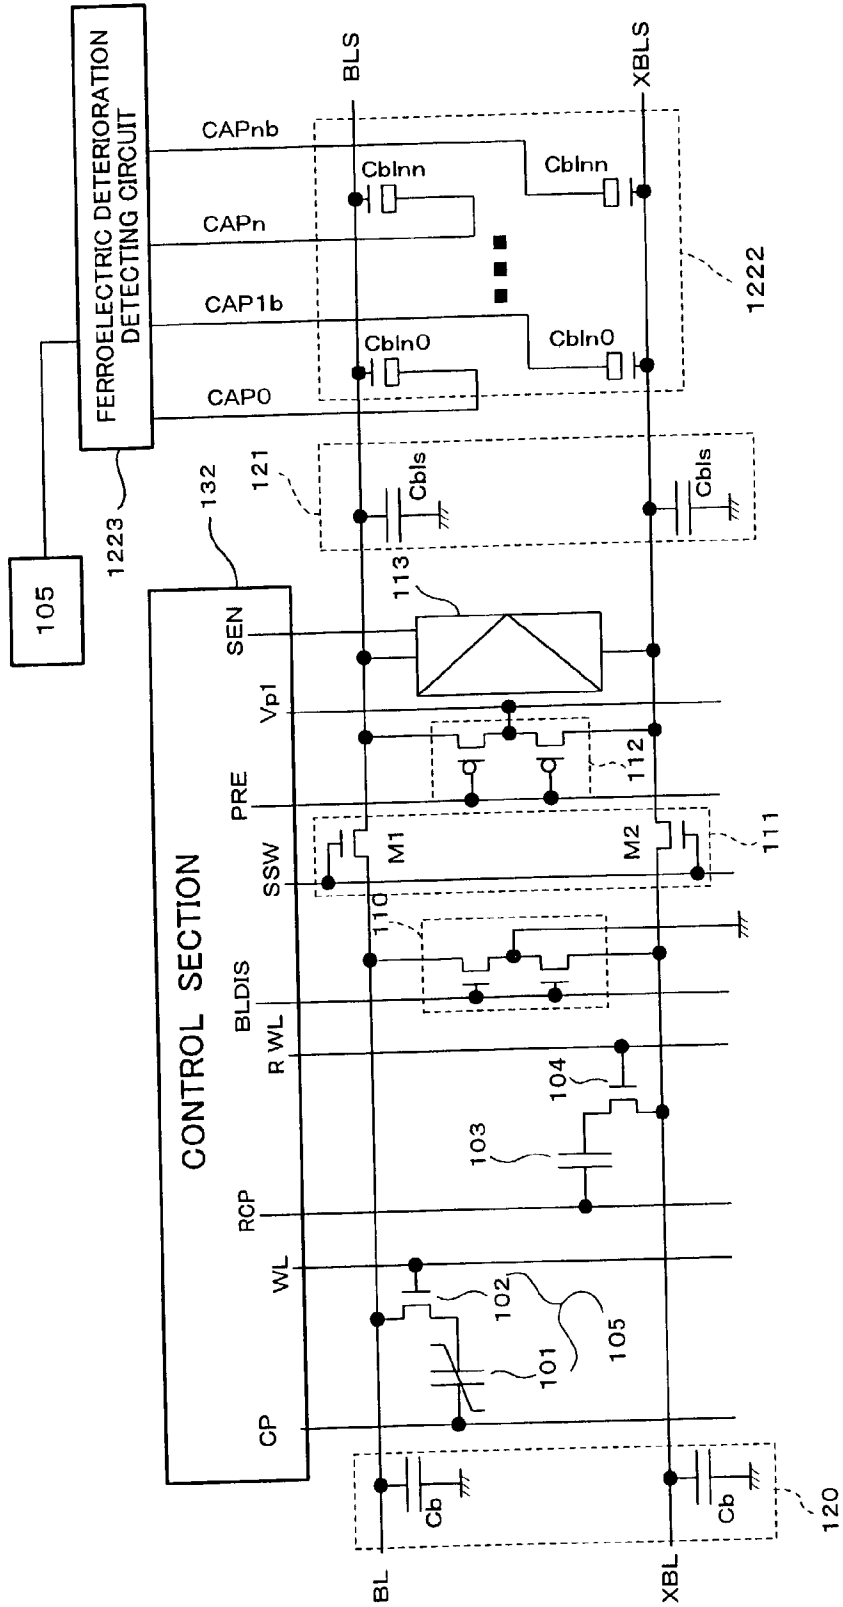 105
FERROELECTRIC DETERIORATION
DETECTING CIRCUIT
1223
132
CONTROL SECTION
CP
WL
RCP
R WL
BLDIS
SSW
PRE
Vp1
SEN
CAP0
CAP1b
CAPn
CAPnb
BL
BLS
Cb
101
102
105
103
104
110
M1
M2
111
112
113
121
Cbls
Cbls
Cbln0
Cblnn
Cbln0
Cblnn
1222
XBL
XBLS
Cb
120